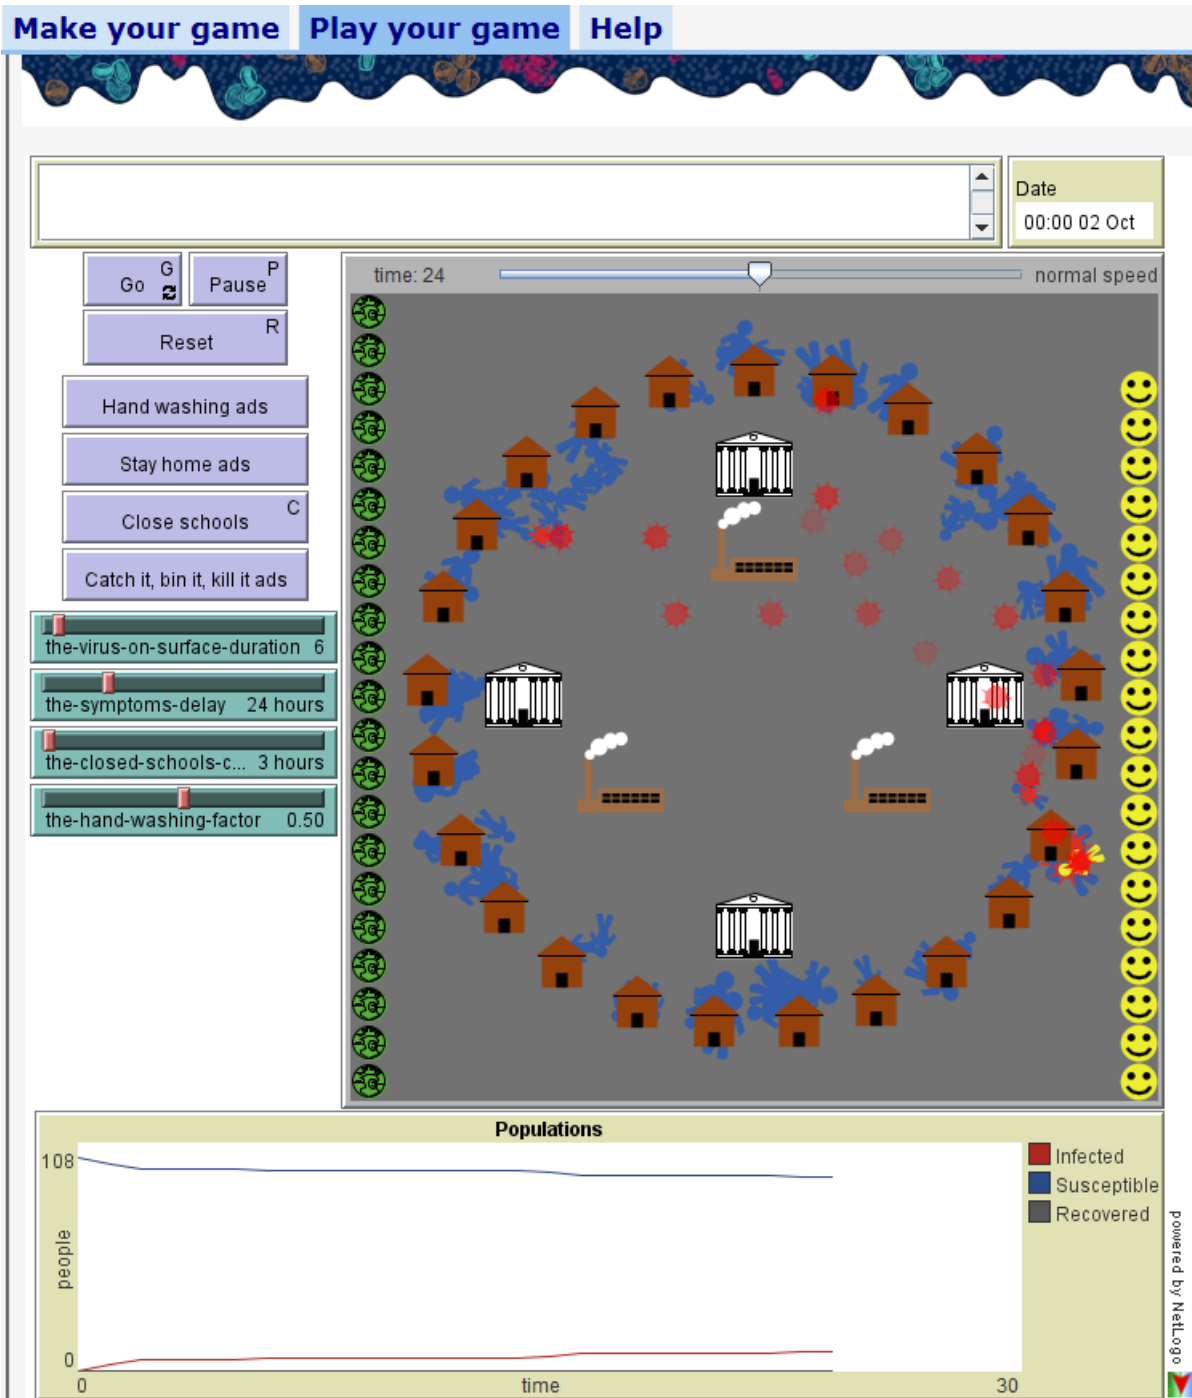 Make your game Play your game Help
Date
00:00 02 Oct
G
Go
P
Pause
R
Reset
time: 24 normal speed
Hand washing ads
Stay home ads
C
Close schools
Catch it, bin it, kill it ads
the-virus-on-surface-duration 6
the-symptoms-delay 24 hours
the-closed-schools-c... 3 hours
the-hand-washing-factor 0.50
Populations
108
people
0
0 time 30
Infected
Susceptible
Recovered
powered by NetLogo